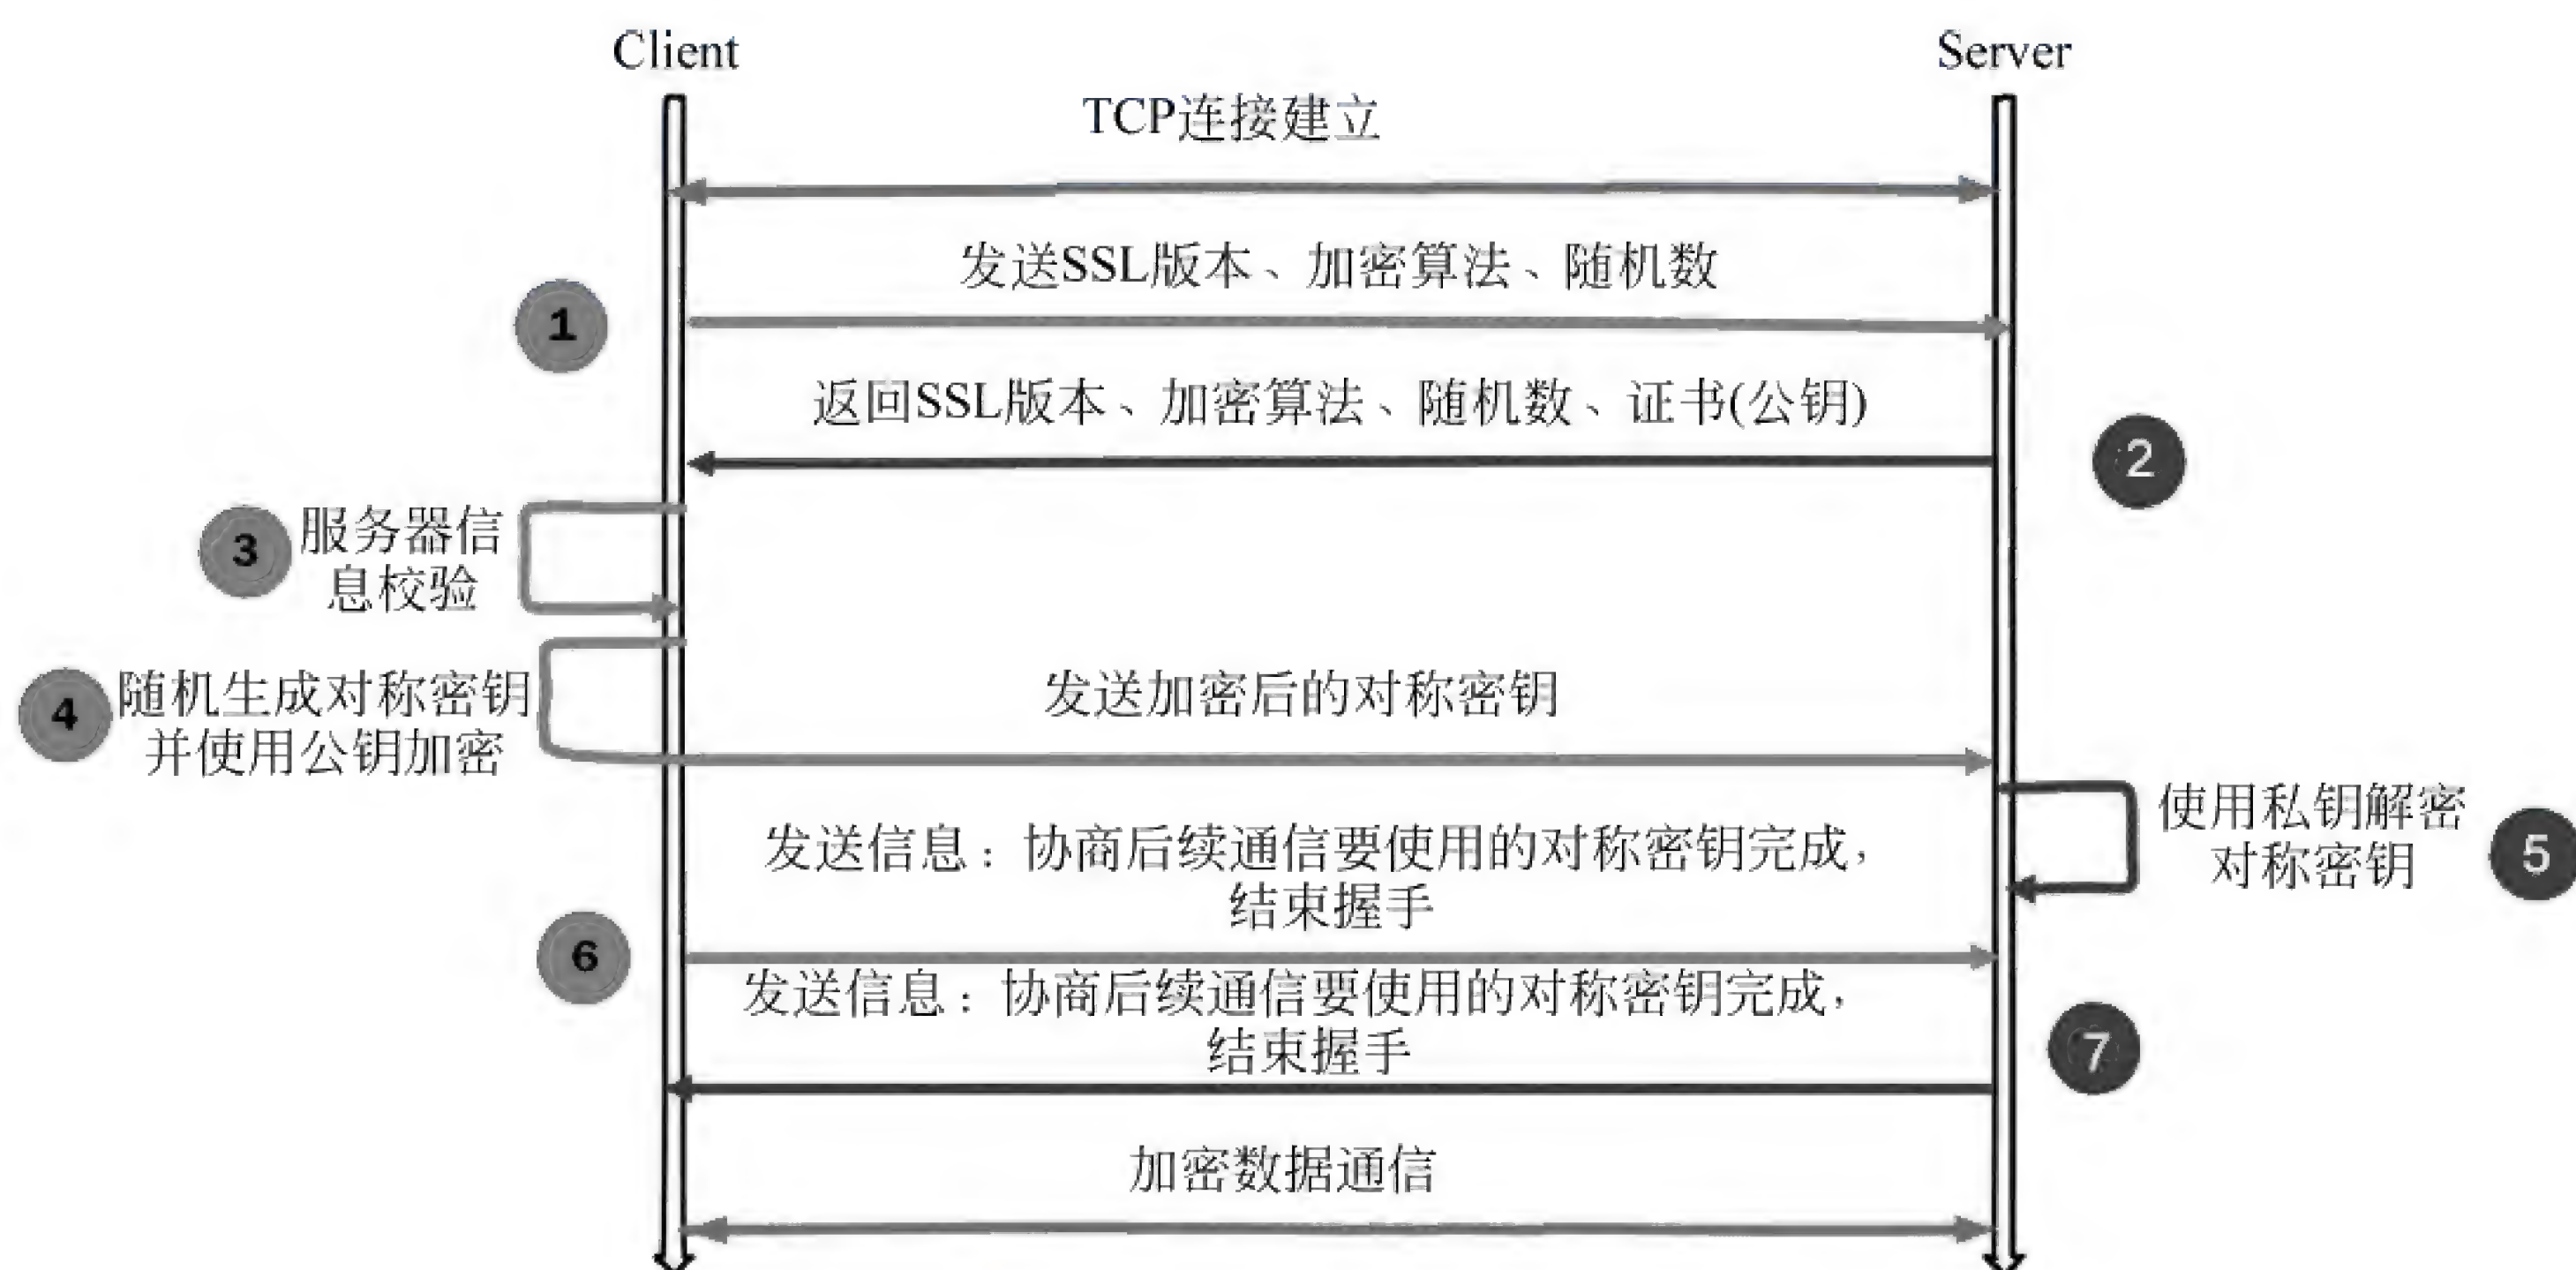 Client
Server
TCP连接建立
发送SSL版本、加密算法、随机数
1
返回SSL版本、加密算法、随机数、证书(公钥)
2
3
服务器信
息校验
4
随机生成对称密钥
并使用公钥加密
发送加密后的对称密钥
使用私钥解密
对称密钥
5
发送信息：协商后续通信要使用的对称密钥完成，
结束握手
6
发送信息：协商后续通信要使用的对称密钥完成，
结束握手
7
加密数据通信